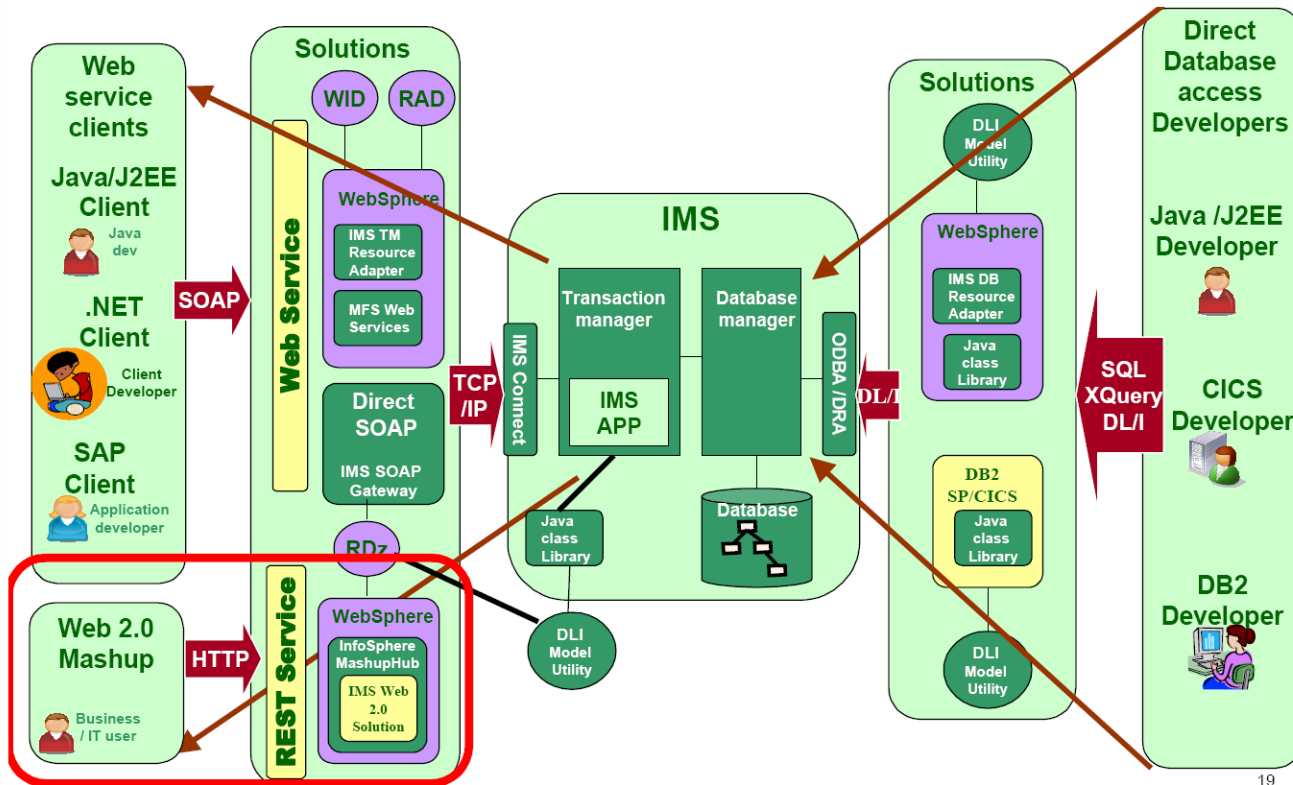 Web
service
clients
Java/J2EE
Client
Java
dev
.NET
Client
Client
Developer
SAP
Client
Application
developer
Web 2.0
Mashup
Business
/ IT user
SOAP
HTTP
Solutions
WID
RAD
Web Service
WebSphere
IMS TM
Resource
Adapter
MFS Web
Services
Direct
SOAP
IMS SOAP
Gateway
RDz
REST Service
WebSphere
InfoSphere
MashupHub
IMS Web
2.0
Solution
TCP
/IP
IMS
IMS Connect
Transaction
manager
IMS
APP
Database
manager
ODBA /DRA
Database
Java
class
Library
DLI
Model
Utility
DL/I
Solutions
DLI
Model
Utility
WebSphere
IMS DB
Resource
Adapter
Java
class
Library
DB2
SP/CICS
Java
class
Library
DLI
Model
Utility
SQL
XQuery
DL/I
Direct
Database
access
Developers
Java /J2EE
Developer
CICS
Developer
DB2
Developer
19